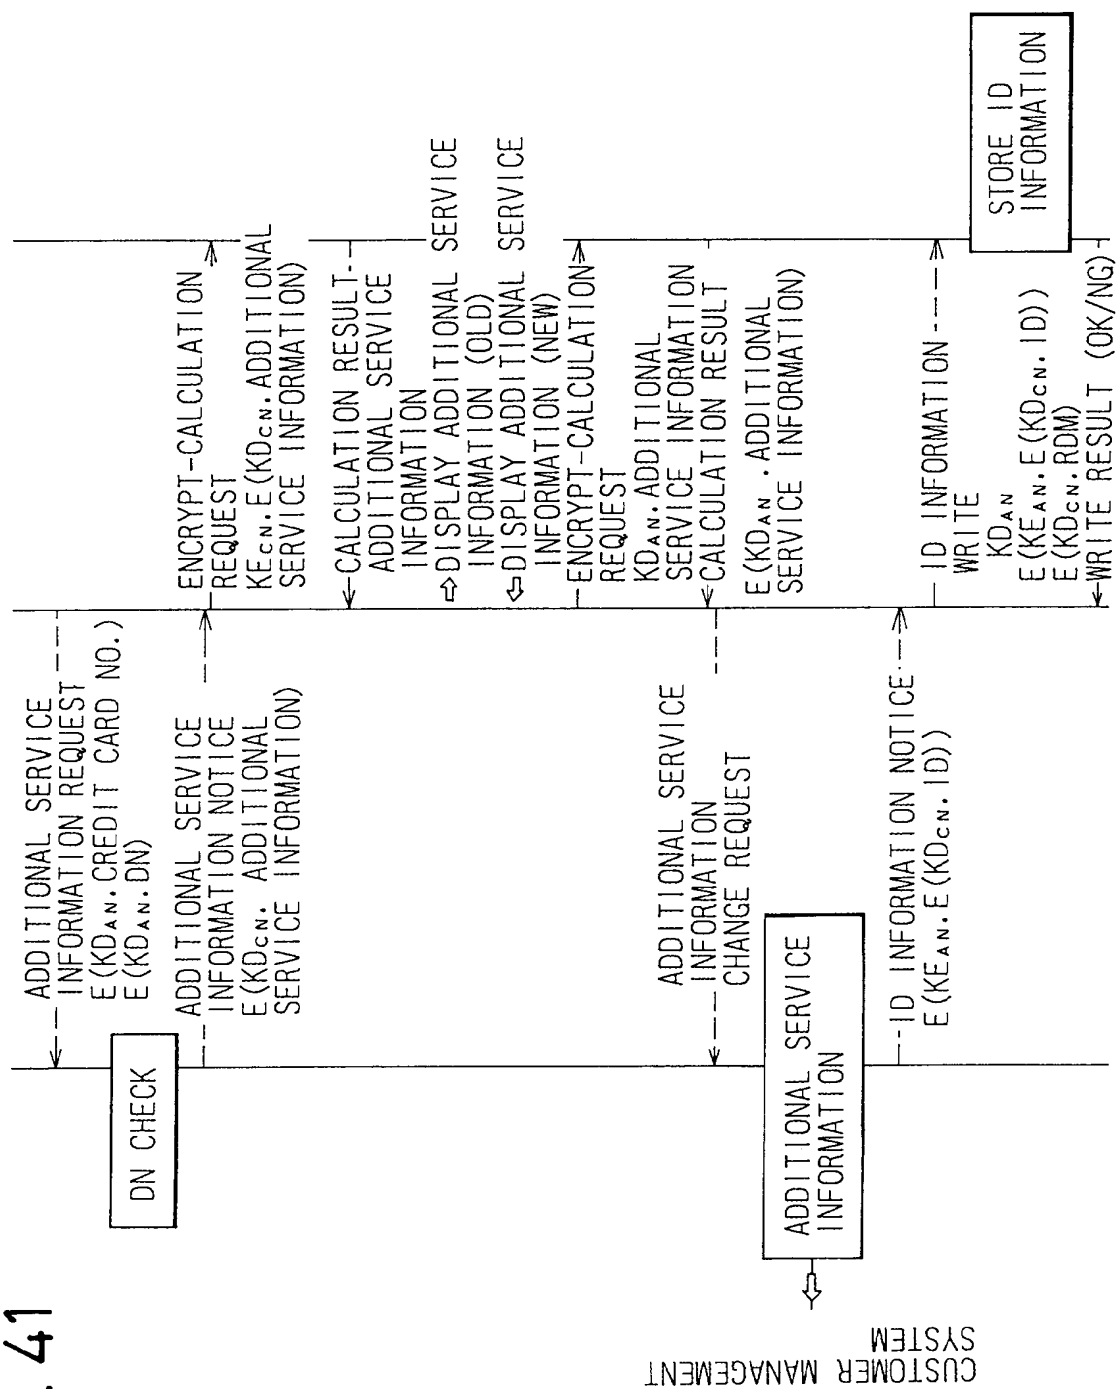 . 41
ADDITIONAL SERVICE
INFORMATION REQUEST
E(KDAN.CREDIT CARD NO.)
E(KDAN.DN)
DN CHECK
ADDITIONAL SERVICE
INFORMATION NOTICE
E(KDCN. ADDITIONAL
SERVICE INFORMATION)
ENCRYPT-CALCULATION
REQUEST
KECN.E(KDCN.ADDITIONAL
SERVICE INFORMATION)
CALCULATION RESULT
ADDITIONAL SERVICE
INFORMATION
DISPLAY ADDITIONAL SERVICE
INFORMATION (OLD)
DISPLAY ADDITIONAL SERVICE
INFORMATION (NEW)
ENCRYPT-CALCULATION
REQUEST
KDAN.ADDITIONAL
SERVICE INFORMATION
CALCULATION RESULT
E(KDAN.ADDITIONAL
SERVICE INFORMATION)
ADDITIONAL SERVICE
INFORMATION
CHANGE REQUEST
ADDITIONAL SERVICE
INFORMATION
CUSTOMER MANAGEMENT
SYSTEM
ID INFORMATION NOTICE
E(KEAN.E(KDCN.ID))
ID INFORMATION
WRITE
KDAN
E(KEAN.E(KDCN.ID))
E(KDCN.RDM)
STORE ID
INFORMATION
WRITE RESULT (OK/NG)